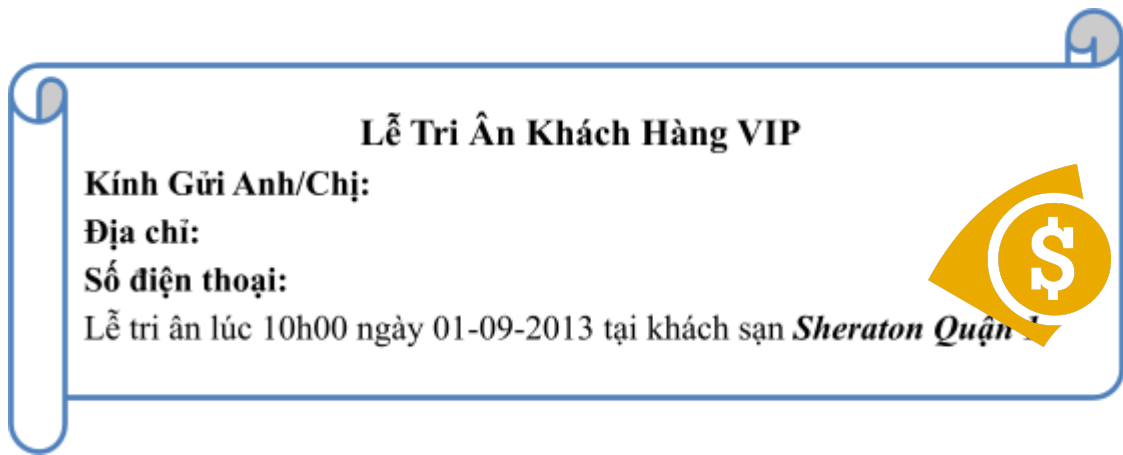 Lễ Tri Ân Khách Hàng VIP
Kính Gửi Anh/Chị:
Địa chỉ:
Số điện thoại:
Lễ tri ân lúc 10h00 ngày 01-09-2013 tại khách sạn Sheraton Quận 1
$